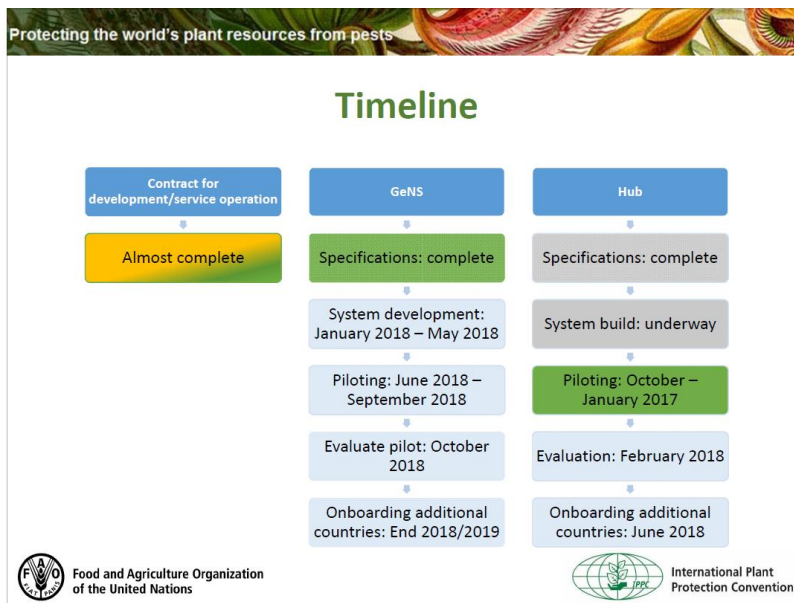 Protecting the world's plant resources from pests
Timeline
Contract for
development/service operation
Almost complete
GeNS
Specifications: complete
System development:
January 2018 – May 2018
Piloting: June 2018 –
September 2018
Evaluate pilot: October
2018
Onboarding additional
countries: End 2018/2019
Hub
Specifications: complete
System build: underway
Piloting: October –
January 2017
Evaluation: February 2018
Onboarding additional
countries: June 2018
F A O
FIAT PANIS
Food and Agriculture Organization
of the United Nations
IPPC
International Plant
Protection Convention